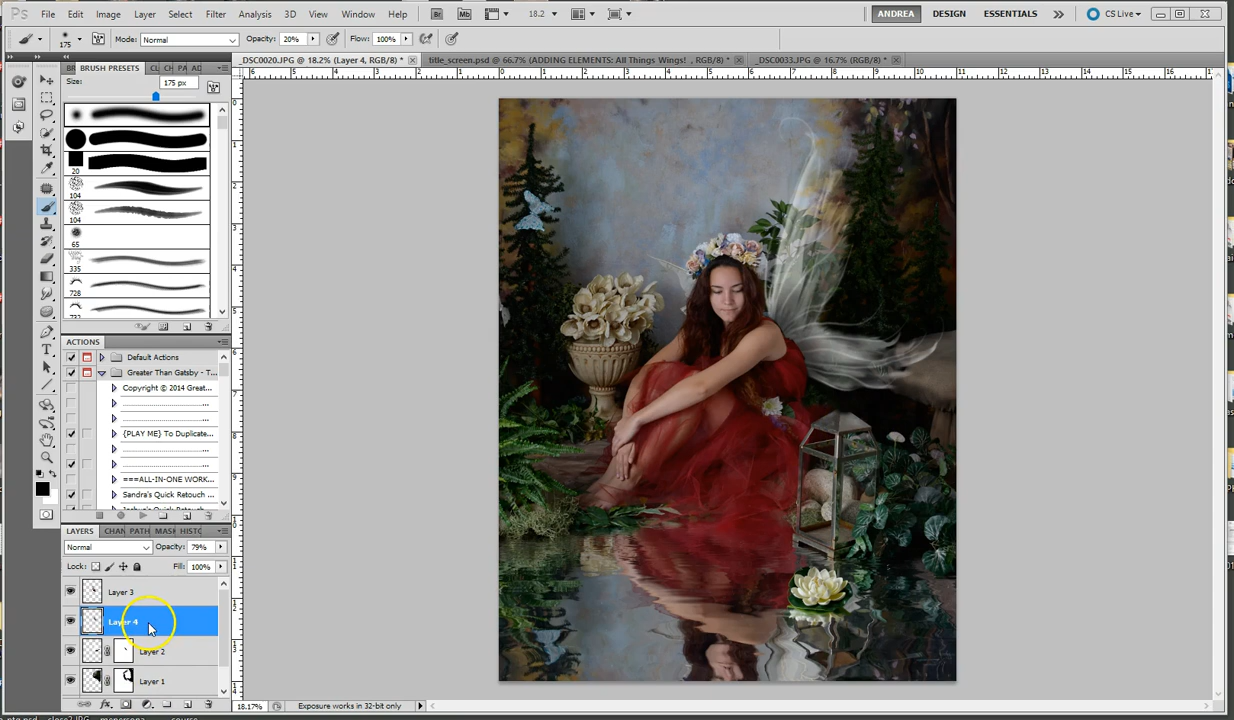 Ps File Edit Image Layer Select Filter Analysis 3D View Window Help Br Mb 18.2 ANDREA DESIGN ESSENTIALS CS Live
175 Mode: Normal Opacity: 20% Flow: 100%
BRUSH PRESETS
_DSC0020.JPG @ 18.2% (Layer 4, RGB/8) * title_screen.psd @ 66.7% (ADDING ELEMENTS: All Things Wings! , RGB/8) * _DSC0033.JPG @ 16.7% (RGB/8) *
Size: 175 px
20
104
104
65
335
728
732
ACTIONS
Default Actions
Greater Than Gatsby - T...
Copyright © 2014 Great...
{PLAY ME} To Duplicate...
===ALL-IN-ONE WORK...
Sandra's Quick Retouch ...
LAYERS CHAN PATH MASK HISTO
Normal Opacity: 79%
Lock: Fill: 100%
Layer 3
Layer 4
Layer 2
Layer 1
18.17% Exposure works in 32-bit only